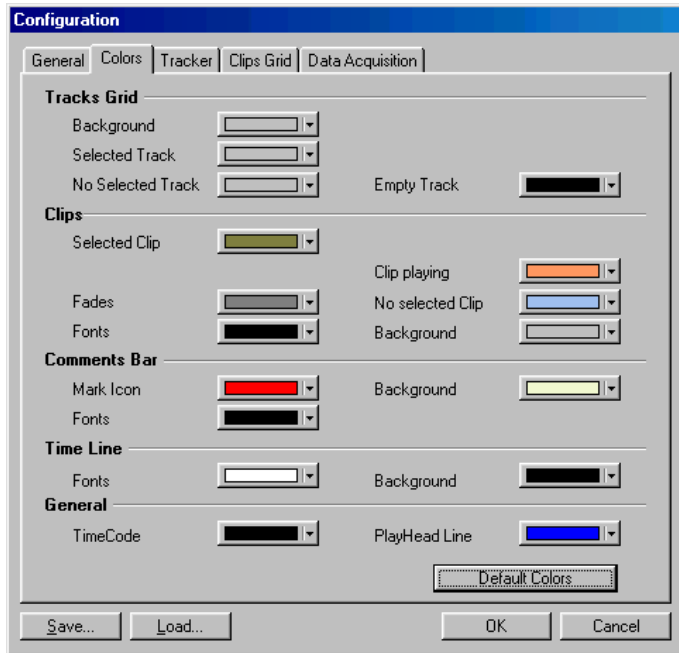 Configuration
General Colors Tracker Clips Grid Data Acquisition
Tracks Grid
Background
Selected Track
No Selected Track Empty Track
Clips
Selected Clip
Clip playing
Fades No selected Clip
Fonts Background
Comments Bar
Mark Icon Background
Fonts
Time Line
Fonts Background
General
TimeCode PlayHead Line
Default Colors
Save... Load... OK Cancel